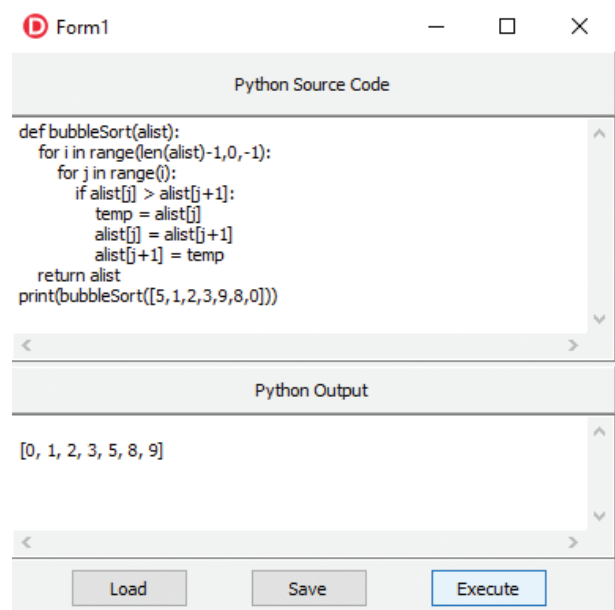 Form1
Python Source Code
def bubbleSort(alist):
    for i in range(len(alist)-1,0,-1):
        for j in range(i):
            if alist[j] > alist[j+1]:
                temp = alist[j]
                alist[j] = alist[j+1]
                alist[j+1] = temp
    return alist
print(bubbleSort([5,1,2,3,9,8,0]))
Python Output
[0, 1, 2, 3, 5, 8, 9]
Load Save Execute